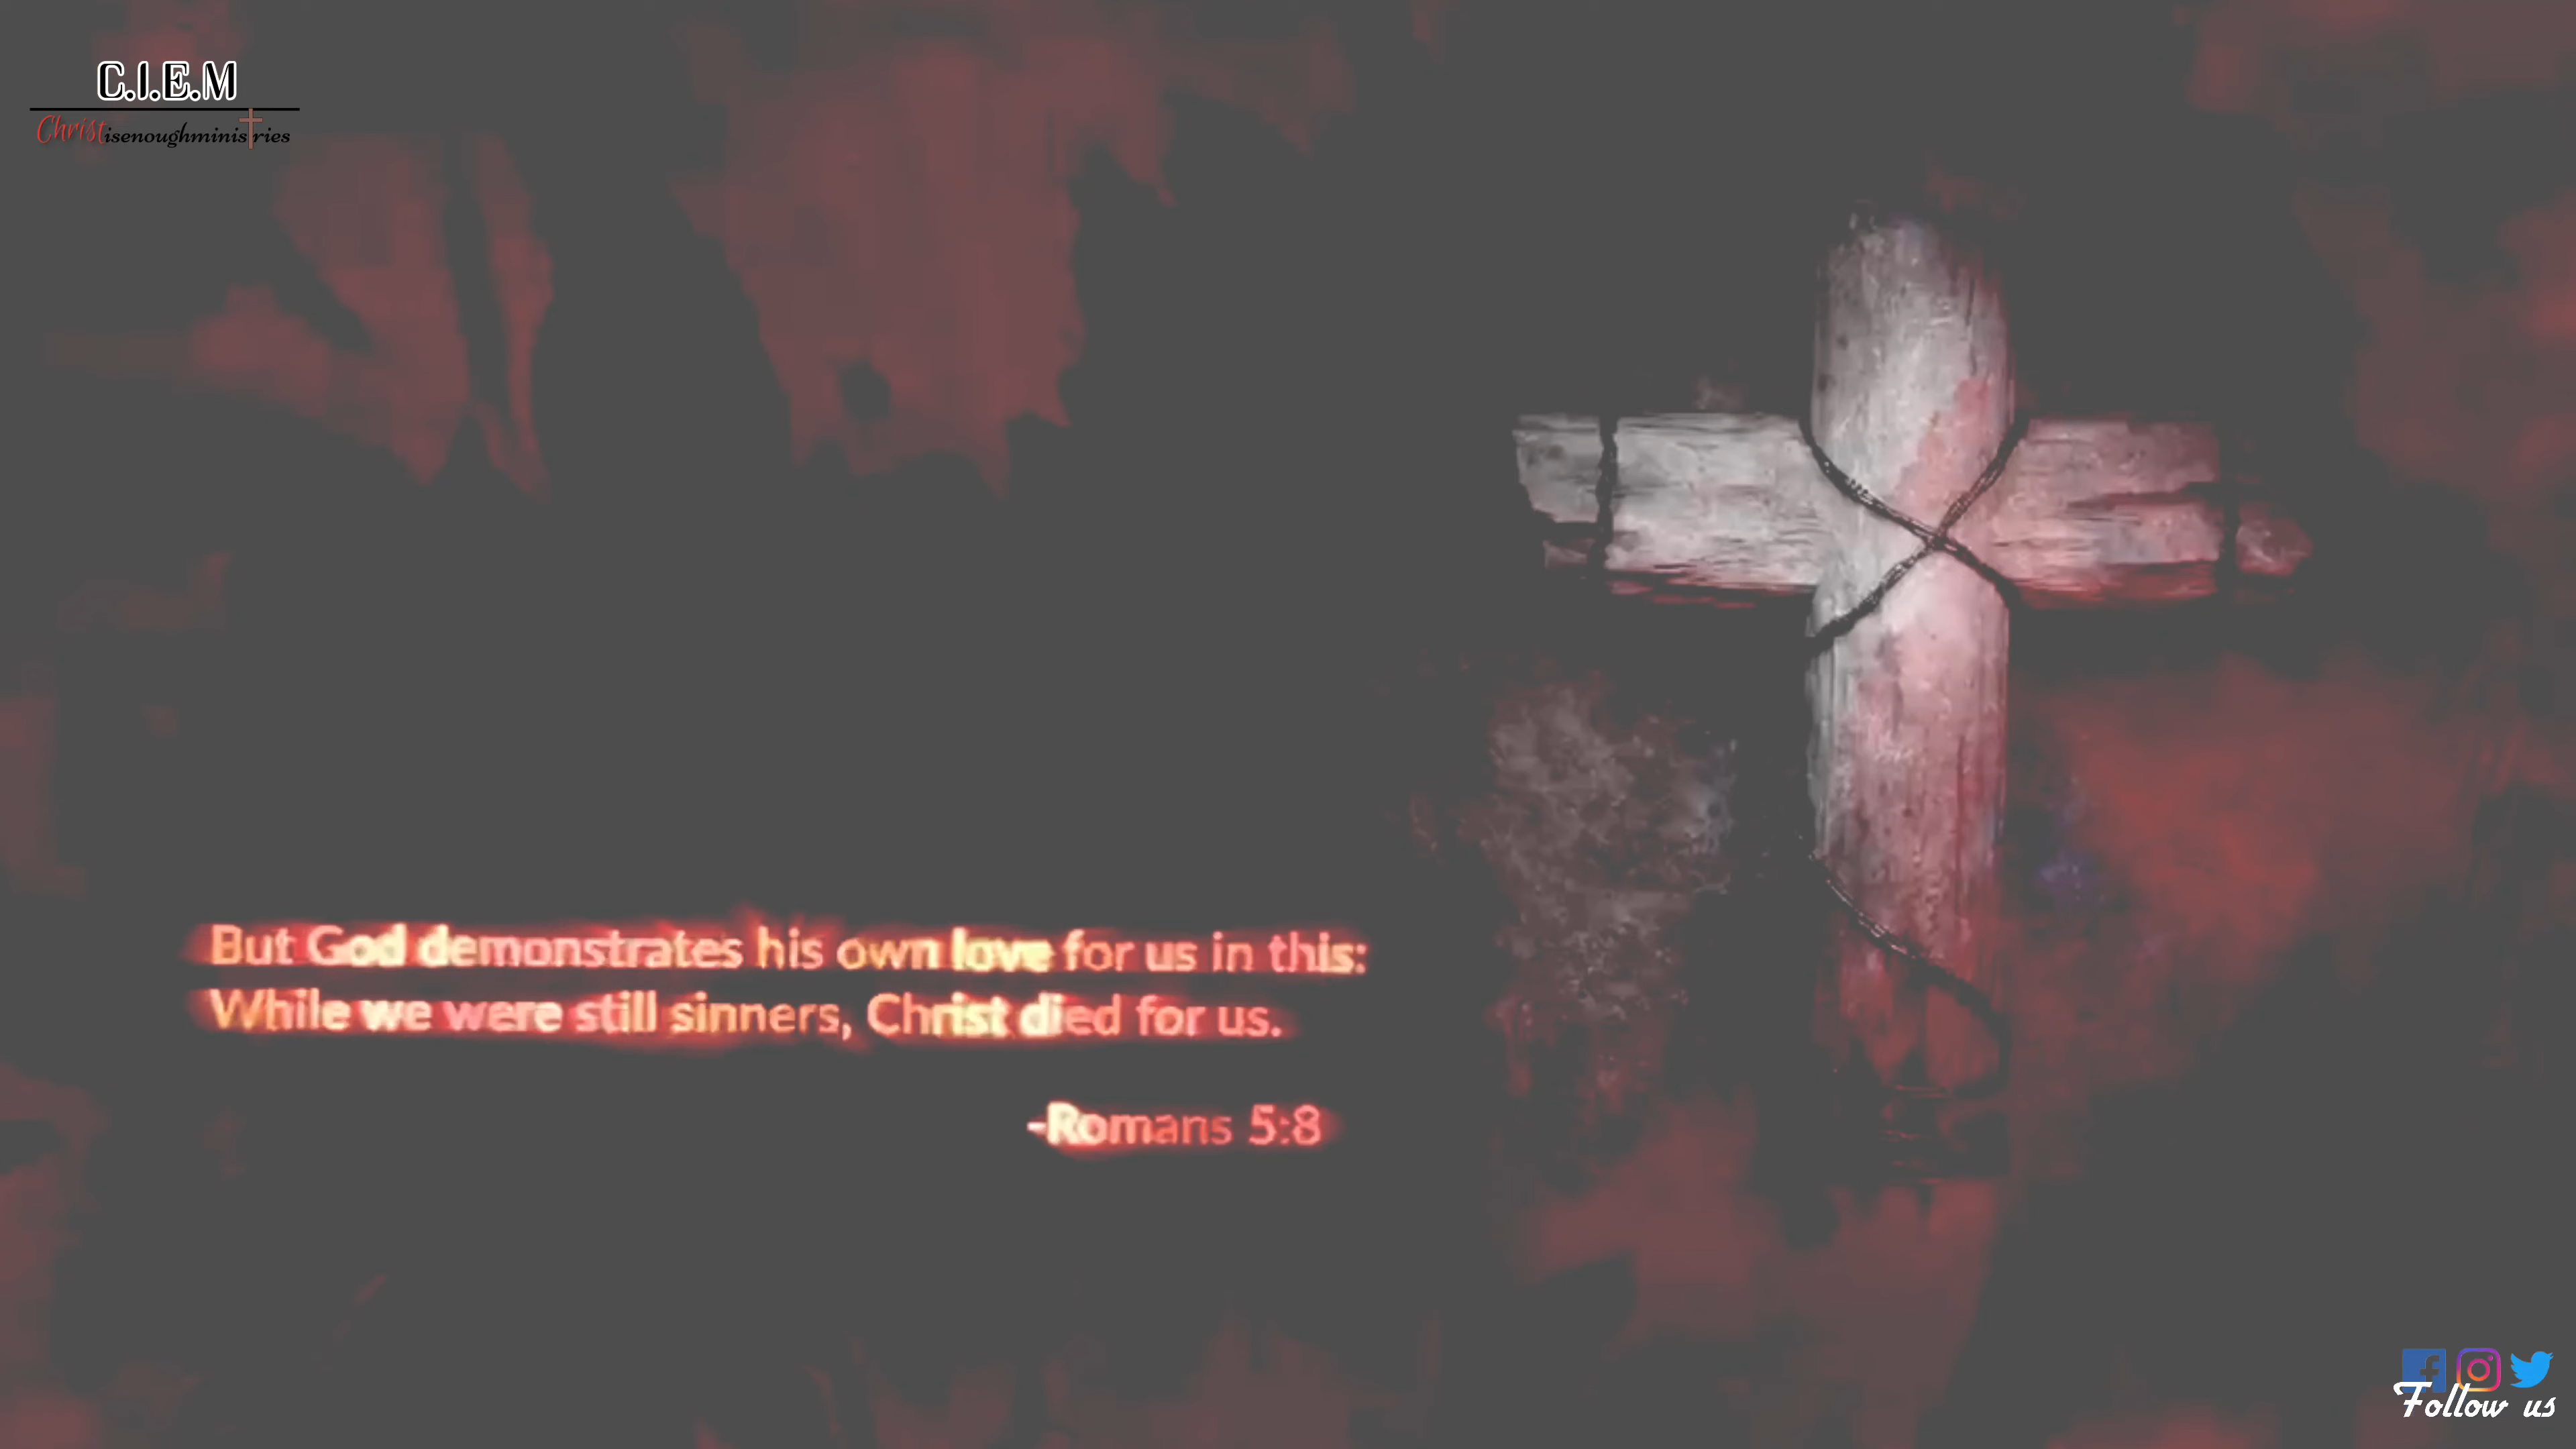 C.I.E.M
Christisenoughministries
But God demonstrates his own love for us in this:
While we were still sinners, Christ died for us.
-Romans 5:8
Follow us